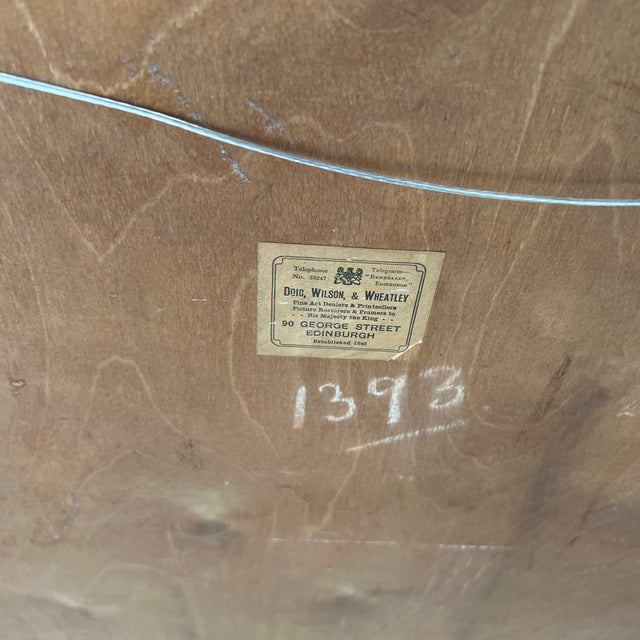 Telephone No. 28247
Telegrams—
"Rembrandt, Edinburgh"
Doig, Wilson, & Wheatley
Fine Art Dealers & Printsellers
Picture Restorers & Framers to
- - His Majesty the King - -
90 GEORGE STREET
EDINBURGH
Established 1840
1393